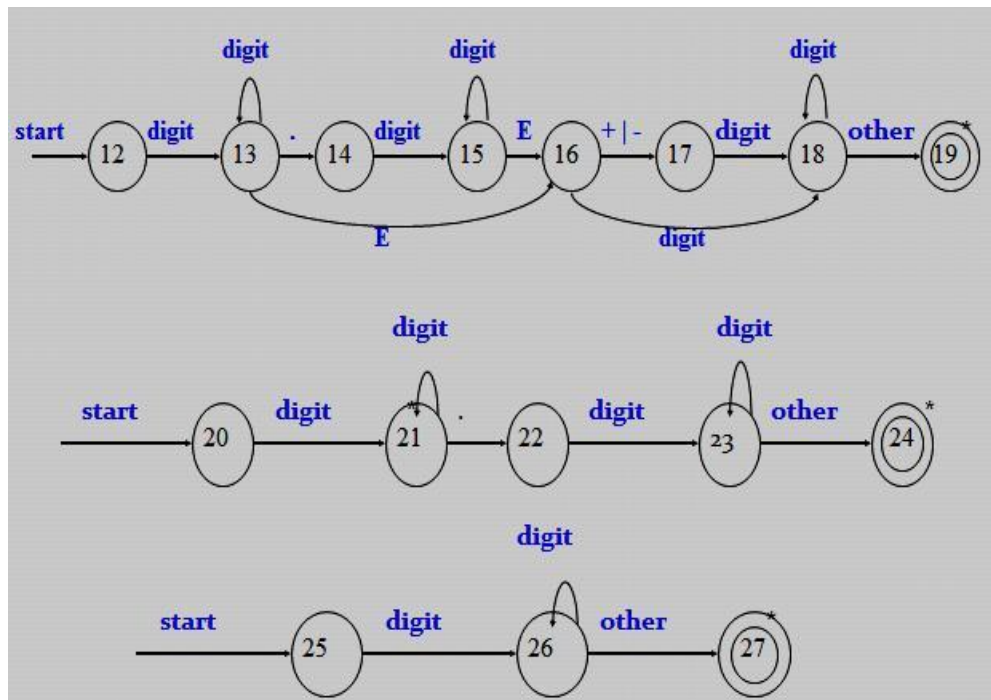 digit digit digit
start digit . digit E + | - digit other *
12 13 14 15 16 17 18 19
E digit
digit digit
start digit * . digit other *
20 21 22 23 24
digit
start digit other *
25 26 27